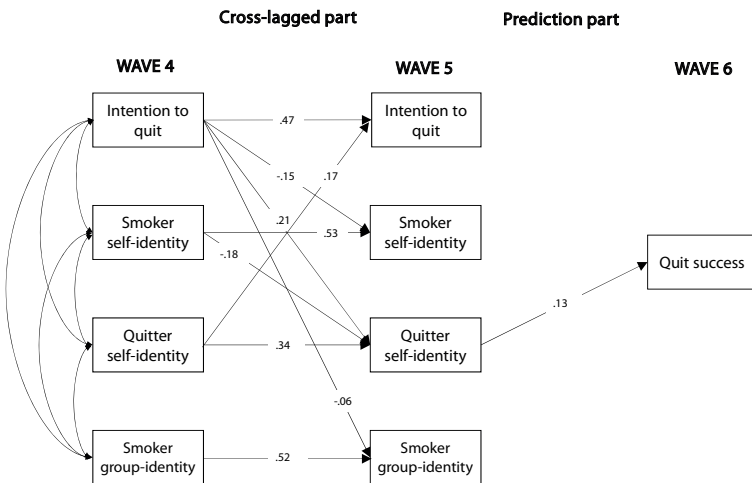 Cross-lagged part
Prediction part
WAVE 4
WAVE 5
WAVE 6
Intention to
quit
.47
Intention to
quit
-.15
.17
Smoker
self-identity
.21
.53
Smoker
self-identity
-.18
Quit success
.13
Quitter
self-identity
.34
Quitter
self-identity
-.06
Smoker
group-identity
.52
Smoker
group-identity